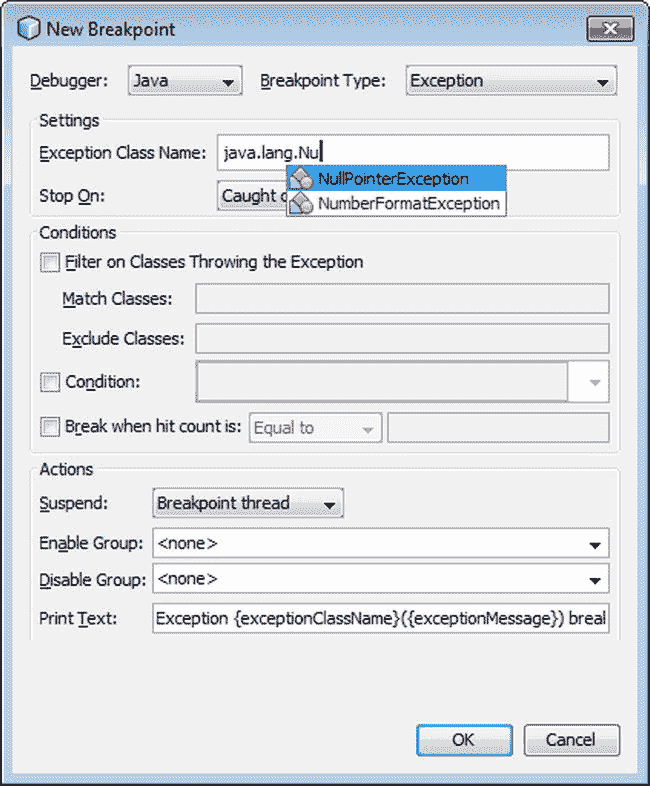 New Breakpoint
Debugger: Java Breakpoint Type: Exception
Settings
Exception Class Name: java.lang.Nu
NullPointerException
Stop On: Caught
NumberFormatException
Conditions
Filter on Classes Throwing the Exception
Match Classes:
Exclude Classes:
Condition:
Break when hit count is: Equal to
Actions
Suspend: Breakpoint thread
Enable Group: <none>
Disable Group: <none>
Print Text: Exception {exceptionClassName}({exceptionMessage}) breal
OK Cancel